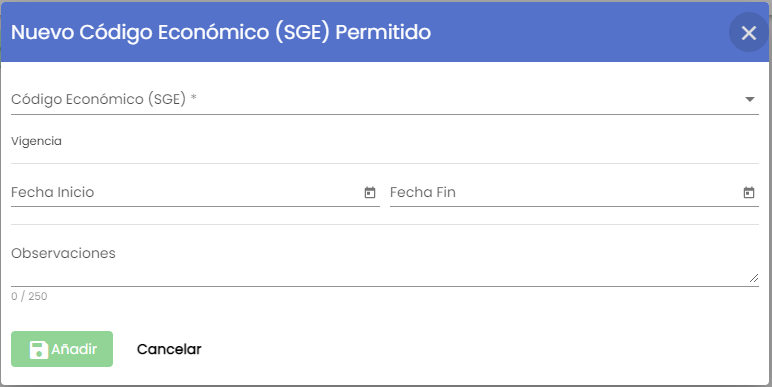 Nuevo Código Económico (SGE) Permitido
Código Económico (SGE) *
Vigencia
Fecha Inicio Fecha Fin
Observaciones
0 / 250
Añadir Cancelar